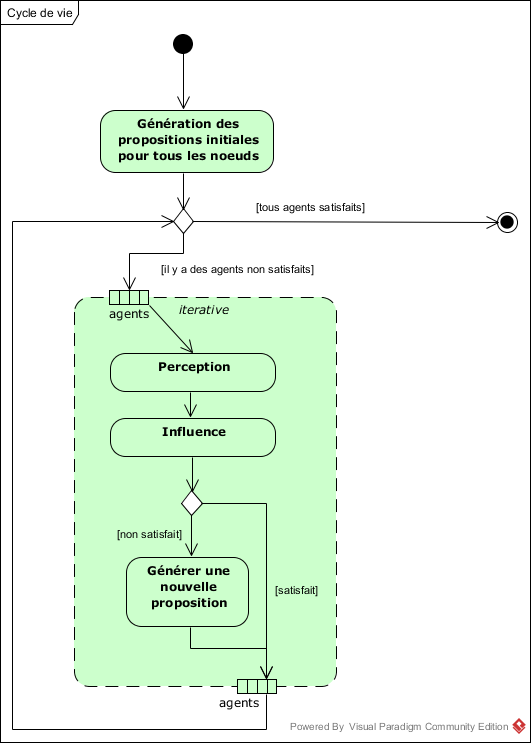 Cycle de vie
Génération des
propositions initiales
pour tous les noeuds
[tous agents satisfaits]
[il y a des agents non satisfaits]
agents
iterative
Perception
Influence
[non satisfait]
Générer une
nouvelle
proposition
[satisfait]
agents
Powered By Visual Paradigm Community Edition